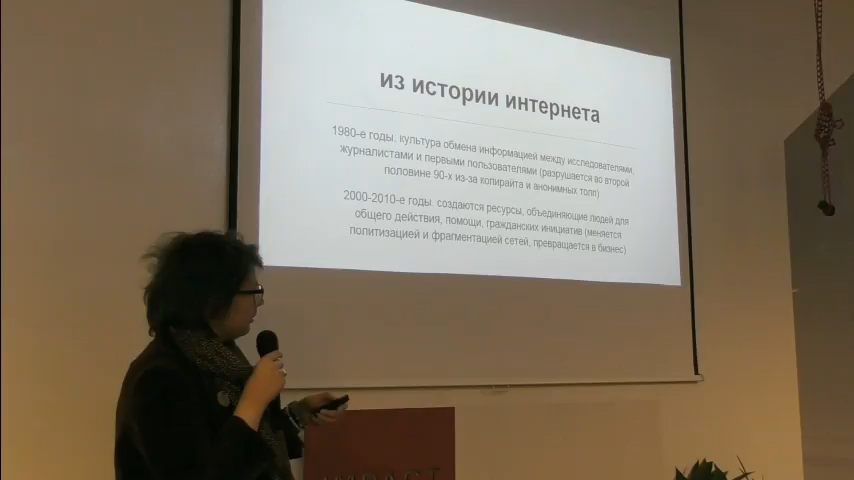 из истории интернета
1980-е годы. культура обмена информацией между исследователями,
журналистами и первыми пользователями (разрушается во второй
половине 90-х из-за копирайта и анонимных толп)
2000-2010-е годы. создаются ресурсы, объединяющие людей для
общего действия, помощи, гражданских инициатив (меняется
политизацией и фрагментацией сетей, превращается в бизнес)
IMPACT